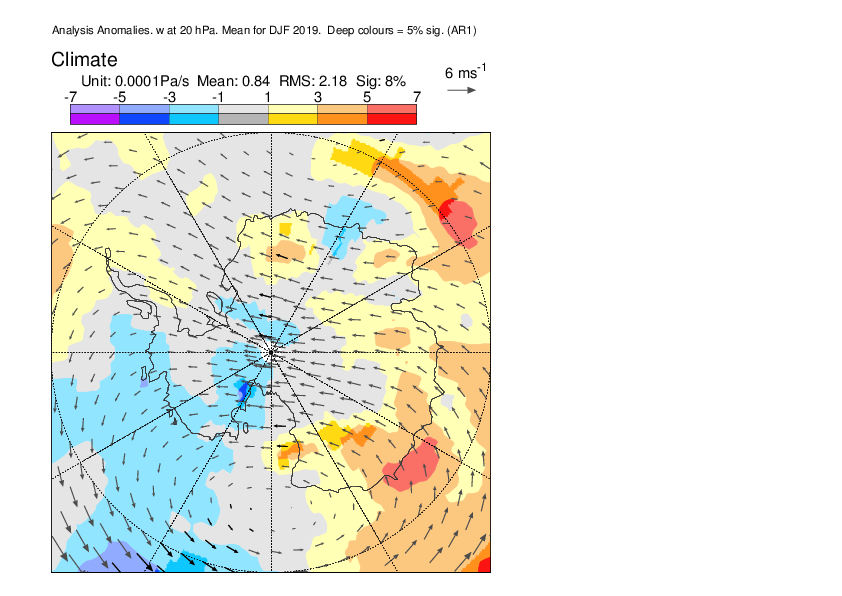 Analysis Anomalies. w at 20 hPa. Mean for DJF 2019. Deep colours = 5% sig. (AR1)
Climate
Unit: 0.0001Pa/s Mean: 0.84 RMS: 2.18 Sig: 8%
6 ms-1
-7 -5 -3 -1 1 3 5 7